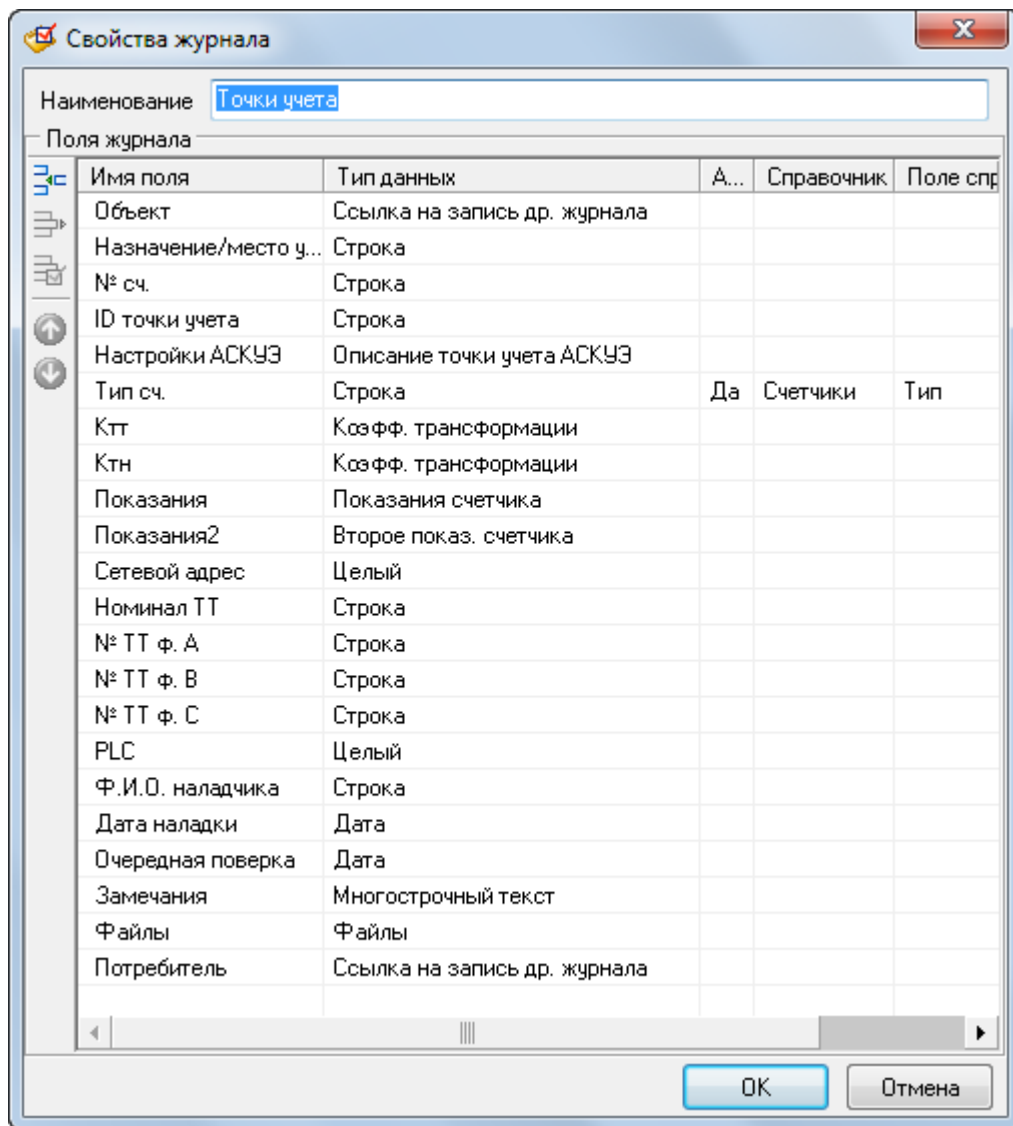 Свойства журнала
Наименование Точки учета
Поля журнала
Имя поля Тип данных А... Справочник Поле спр
Объект Ссылка на запись др. журнала
Назначение/место у... Строка
№ сч. Строка
ID точки учета Строка
Настройки АСКУЭ Описание точки учета АСКУЭ
Тип сч. Строка Да Счетчики Тип
Ктт Коэфф. трансформации
Ктн Коэфф. трансформации
Показания Показания счетчика
Показания2 Второе показ. счетчика
Сетевой адрес Целый
Номинал ТТ Строка
№ ТТ ф. А Строка
№ ТТ ф. В Строка
№ ТТ ф. С Строка
PLC Целый
Ф.И.О. наладчика Строка
Дата наладки Дата
Очередная поверка Дата
Замечания Многострочный текст
Файлы Файлы
Потребитель Ссылка на запись др. журнала
OK Отмена